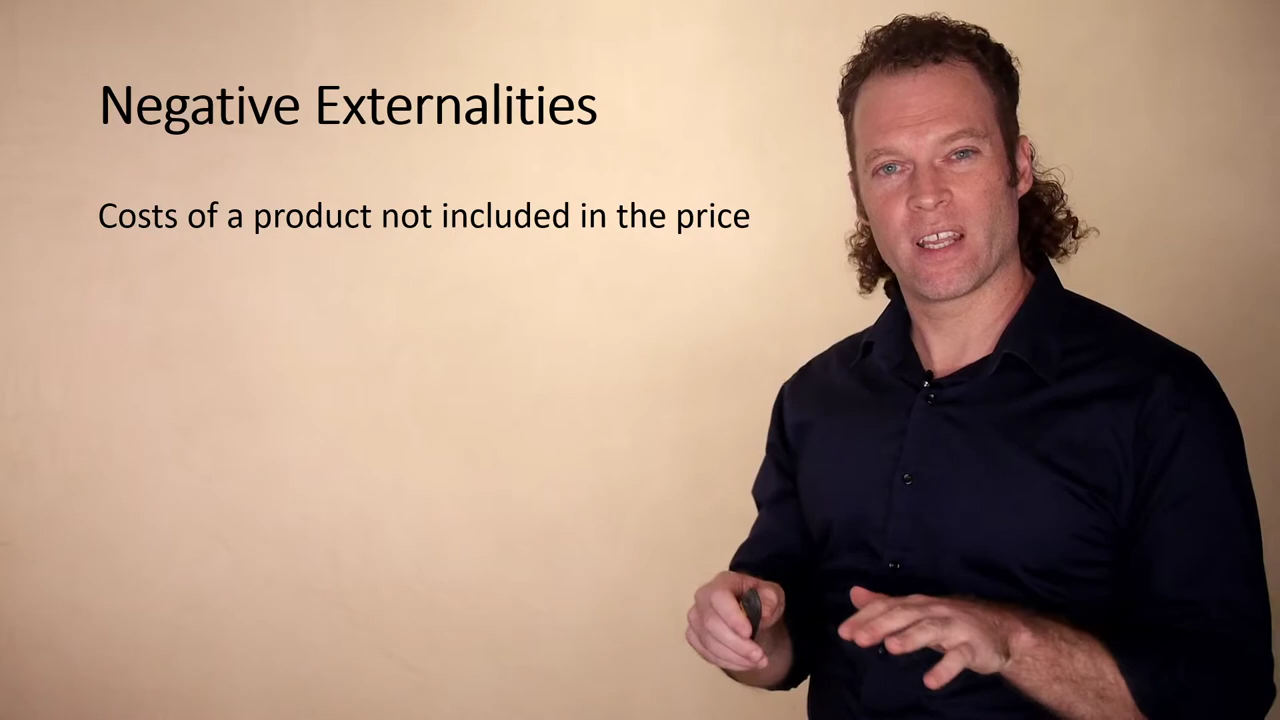 Negative Externalities
Costs of a product not included in the price